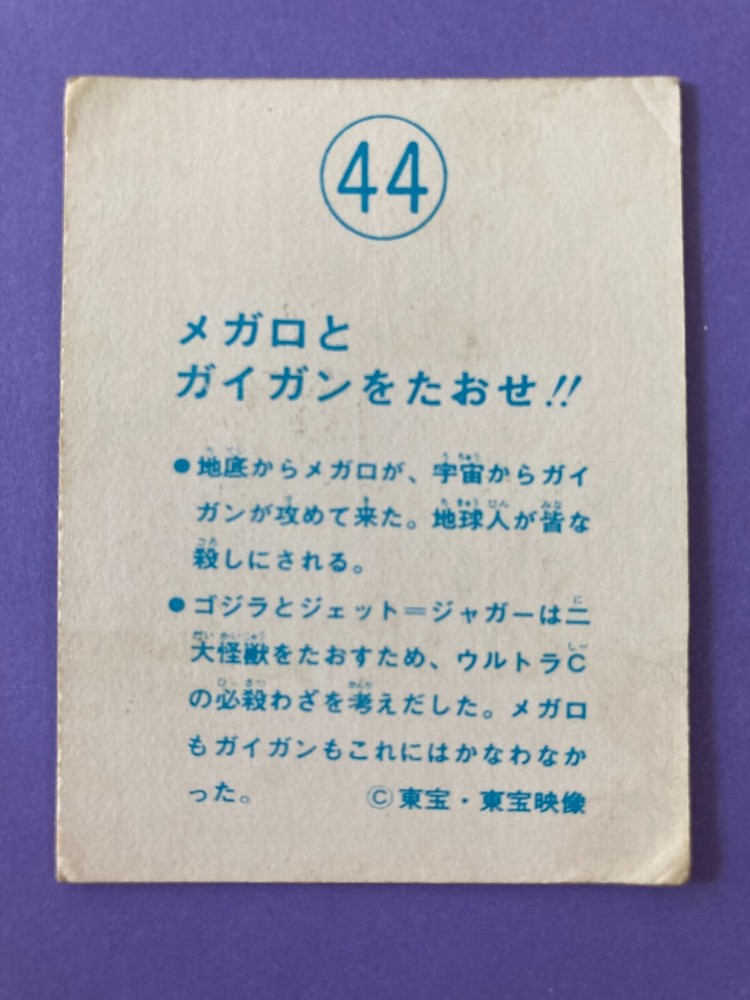 44
メガロと
ガイガンをたおせ!!
●地底からメガロが、宇宙からガイ
ガンが攻めて来た。地球人が皆な
殺しにされる。
●ゴジラとジェット=ジャガーは二
大怪獣をたおすため、ウルトラC
の必殺わざを考えだした。メガロ
もガイガンもこれにはかなわなか
った。 ©東宝・東宝映像